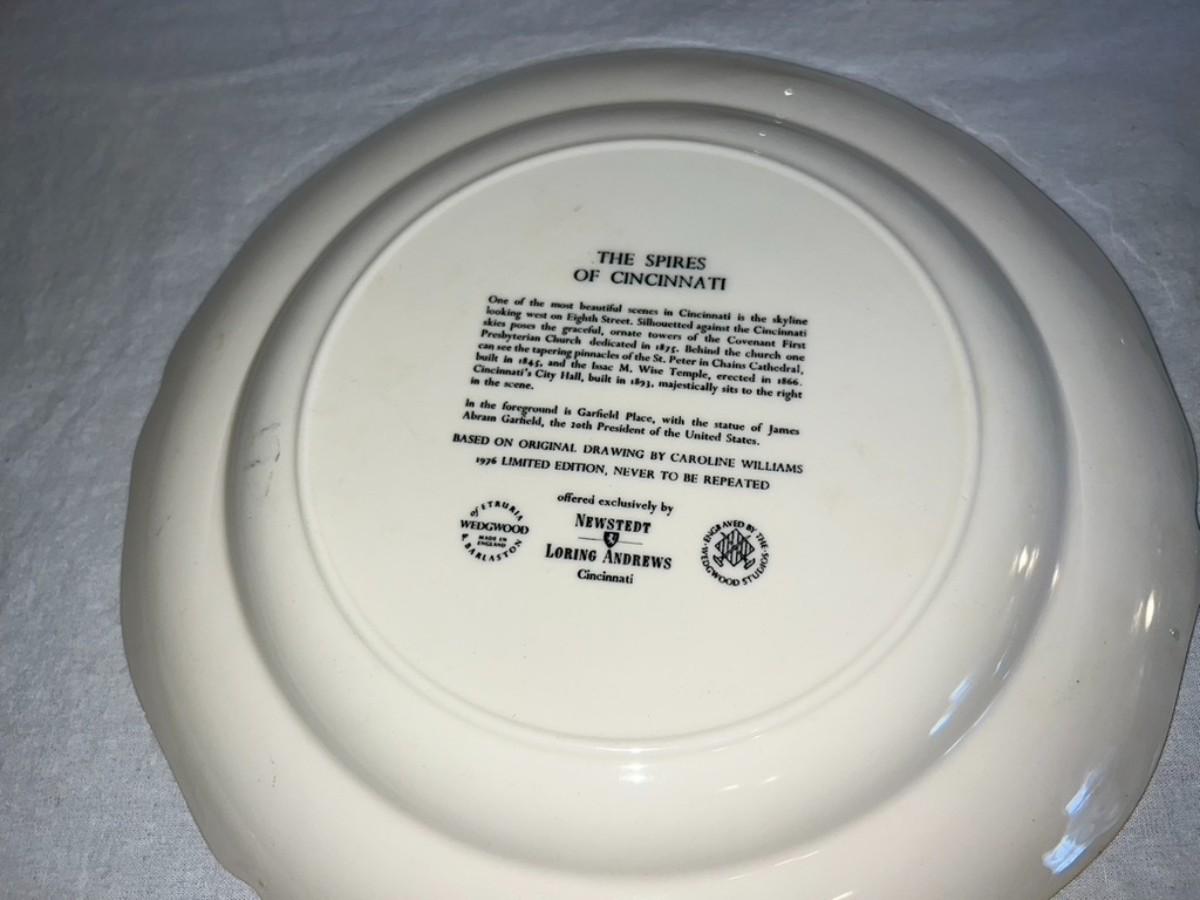 THE SPIRES
OF CINCINNATI
One of the most beautiful scenes in Cincinnati is the skyline
looking west on Eighth Street. Silhouetted against the Cincinnati
skies poses the graceful, ornate towers of the Covenant First
Presbyterian Church dedicated in 1875. Behind the church one
can see the tapering pinnacles of the St. Peter in Chains Cathedral,
built in 1845, and the Issac M. Wise Temple, erected in 1866.
Cincinnati's City Hall, built in 1893, majestically sits to the right
in the scene.
In the foreground is Garfield Place, with the statue of James
Abram Garfield, the 20th President of the United States.
BASED ON ORIGINAL DRAWING BY CAROLINE WILLIAMS
1976 LIMITED EDITION, NEVER TO BE REPEATED
offered exclusively by
NEWSTEDT
LORING ANDREWS
Cincinnati
of ETRURIA
WEDGWOOD
MADE IN
ENGLAND
& BARLASTON
ENGRAVED BY THE
WEDGWOOD STUDIOS